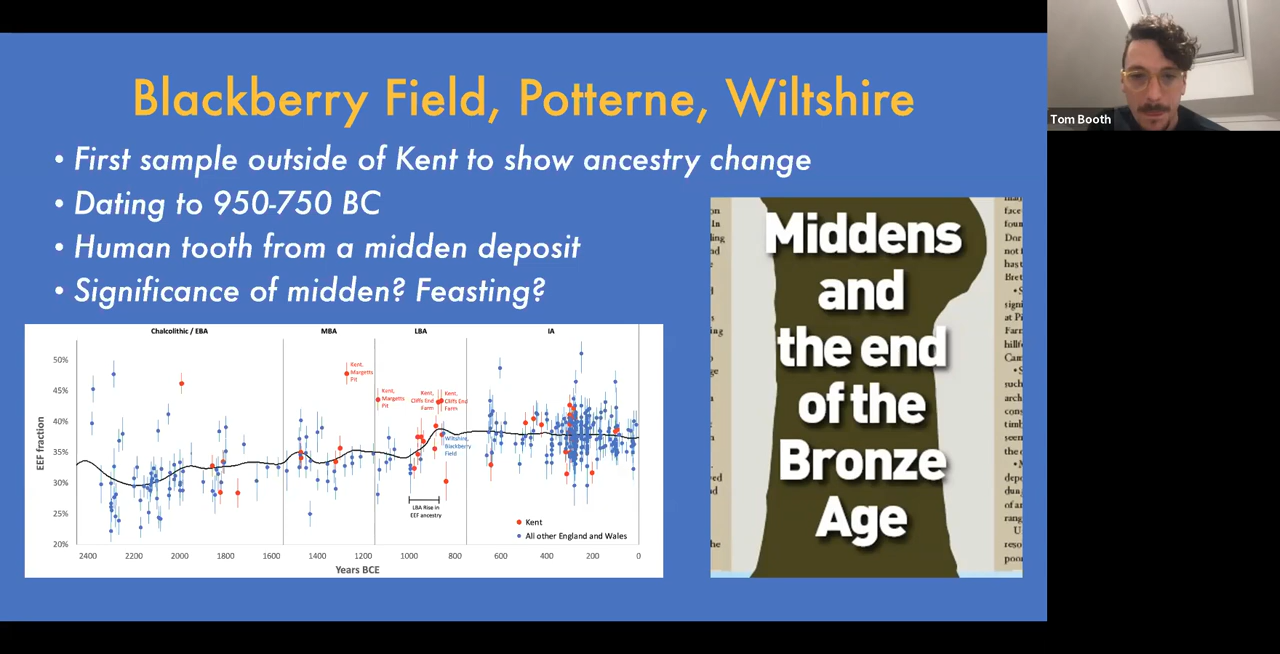 Blackberry Field, Potterne, Wiltshire
• First sample outside of Kent to show ancestry change
• Dating to 950-750 BC
• Human tooth from a midden deposit
• Significance of midden? Feasting?
Tom Booth
Chalcolithic / EBA
MBA
LBA
IA
50%
45%
40%
35%
30%
25%
20%
EEF fraction
Kent,
Margetts
Pit
Kent,
Margetts
Pit
Kent,
Cliffs End
Farm
Kent,
Cliffs End
Farm
Wiltshire,
Blackberry
Field
LBA Rise in
EEF ancestry
Kent
All other England and Wales
2400 2200 2000 1800 1600 1400 1200 1000 800 600 400 200 0
Years BCE
Middens
and
the end
of the
Bronze
Age